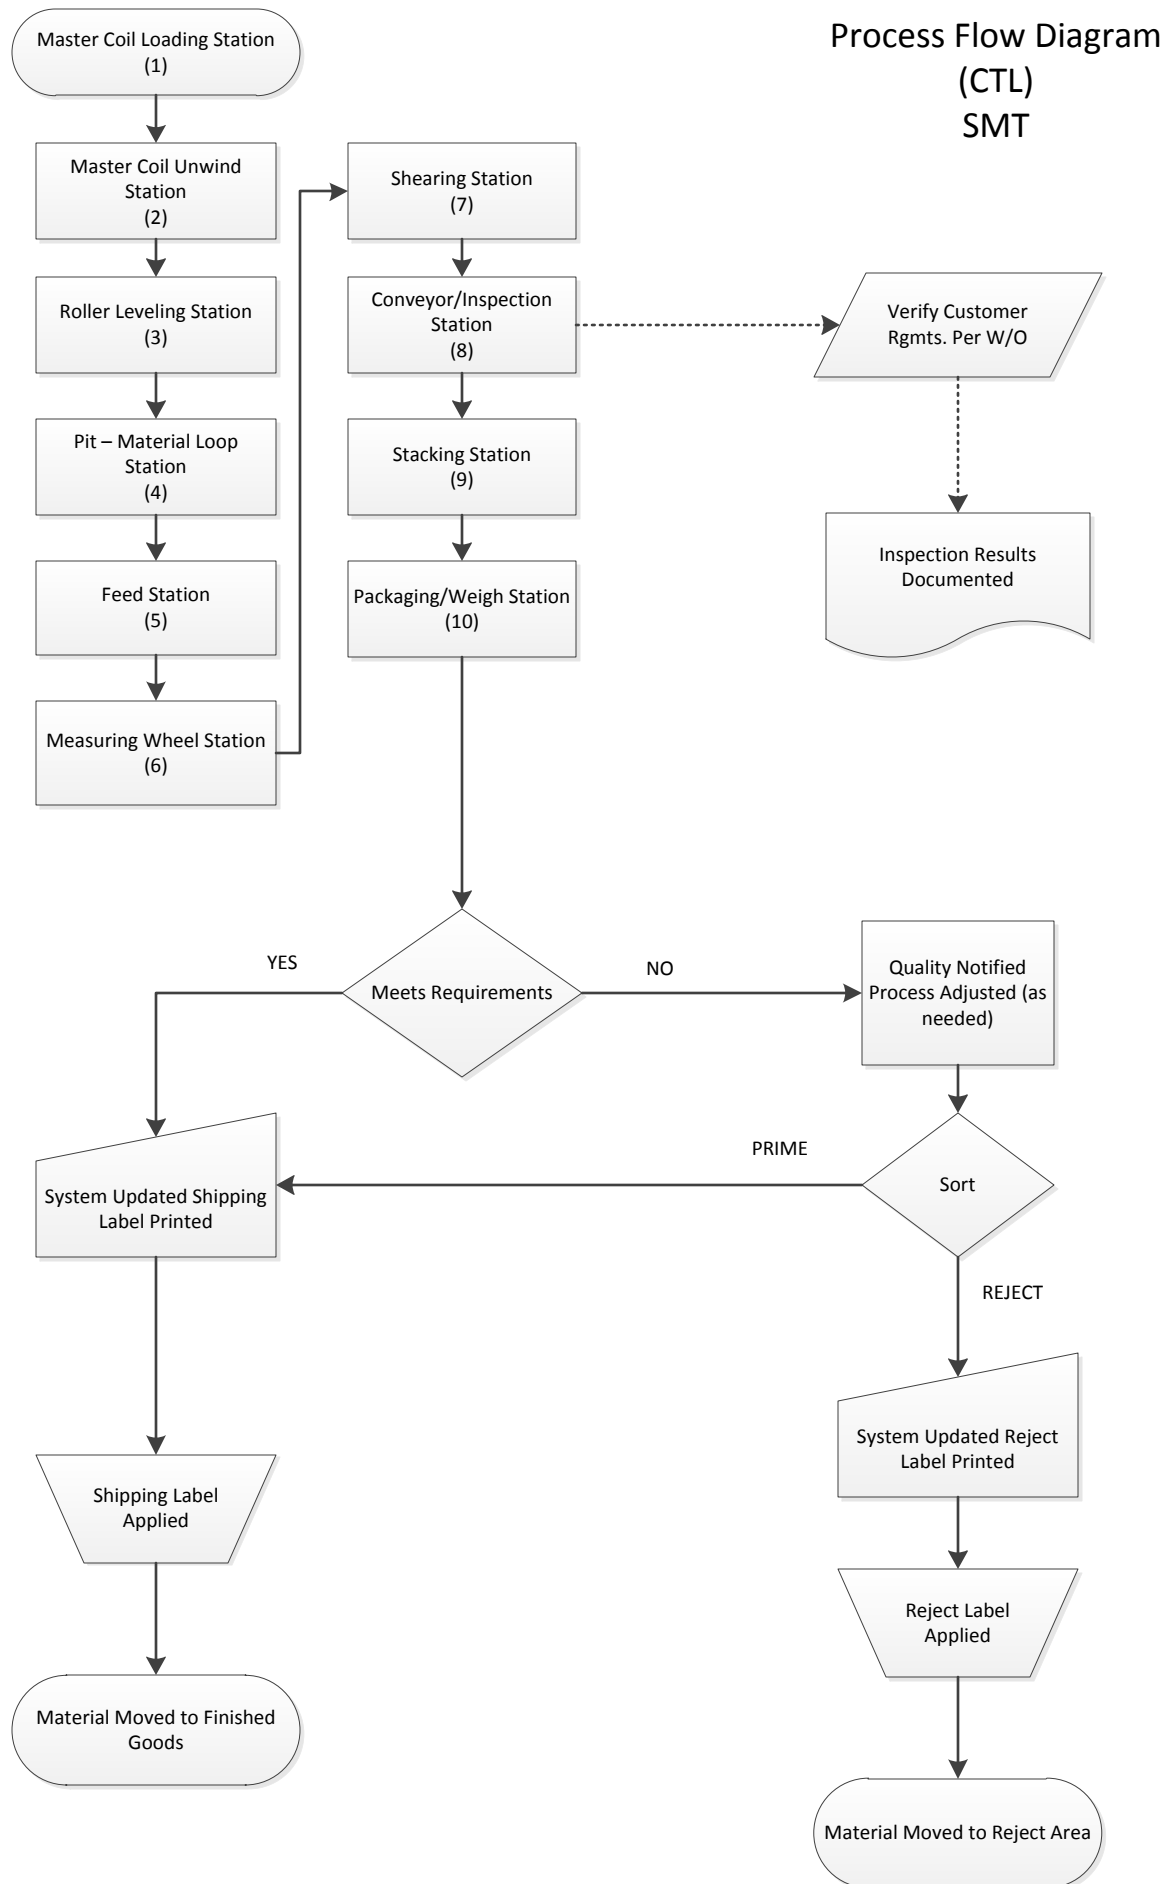 Process Flow Diagram
(CTL)
SMT
Master Coil Loading Station
(1)
Master Coil Unwind
Station
(2)
Roller Leveling Station
(3)
Pit – Material Loop
Station
(4)
Feed Station
(5)
Measuring Wheel Station
(6)
Shearing Station
(7)
Conveyor/Inspection
Station
(8)
Stacking Station
(9)
Packaging/Weigh Station
(10)
Verify Customer
Rgmts. Per W/O
Inspection Results
Documented
Meets Requirements
YES
NO
Quality Notified
Process Adjusted (as
needed)
Sort
PRIME
REJECT
System Updated Shipping
Label Printed
Shipping Label
Applied
Material Moved to Finished
Goods
System Updated Reject
Label Printed
Reject Label
Applied
Material Moved to Reject Area